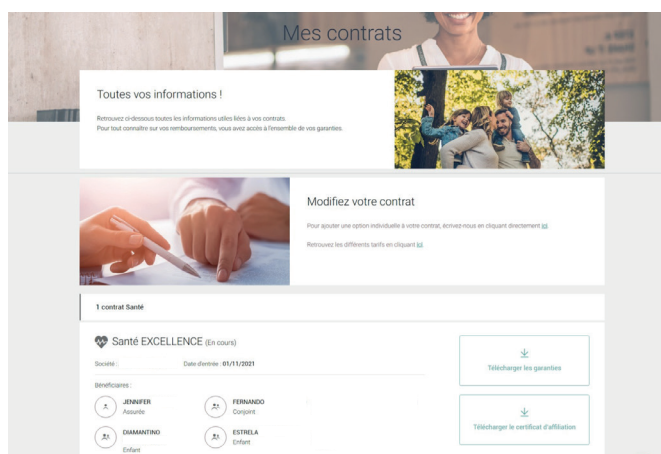 Mes contrats
Toutes vos informations !
Retrouvez ci-dessous toutes les informations utiles liées à vos contrats.
Pour tout connaître sur vos remboursements, vous avez accès à l'ensemble de vos garanties.
Modifiez votre contrat
Pour ajouter une option individuelle à votre contrat, écrivez-nous en cliquant directement ici
Retrouvez les différents tarifs en cliquant ici
1 contrat Santé
Santé EXCELLENCE (En cours)
Société : Date d'entrée : 01/11/2021
Bénéficiaires :
JENNIFER
Assurée
FERNANDO
Conjoint
DIAMANTINO
Enfant
ESTRELA
Enfant
Télécharger les garanties
Télécharger le certificat d'affiliation